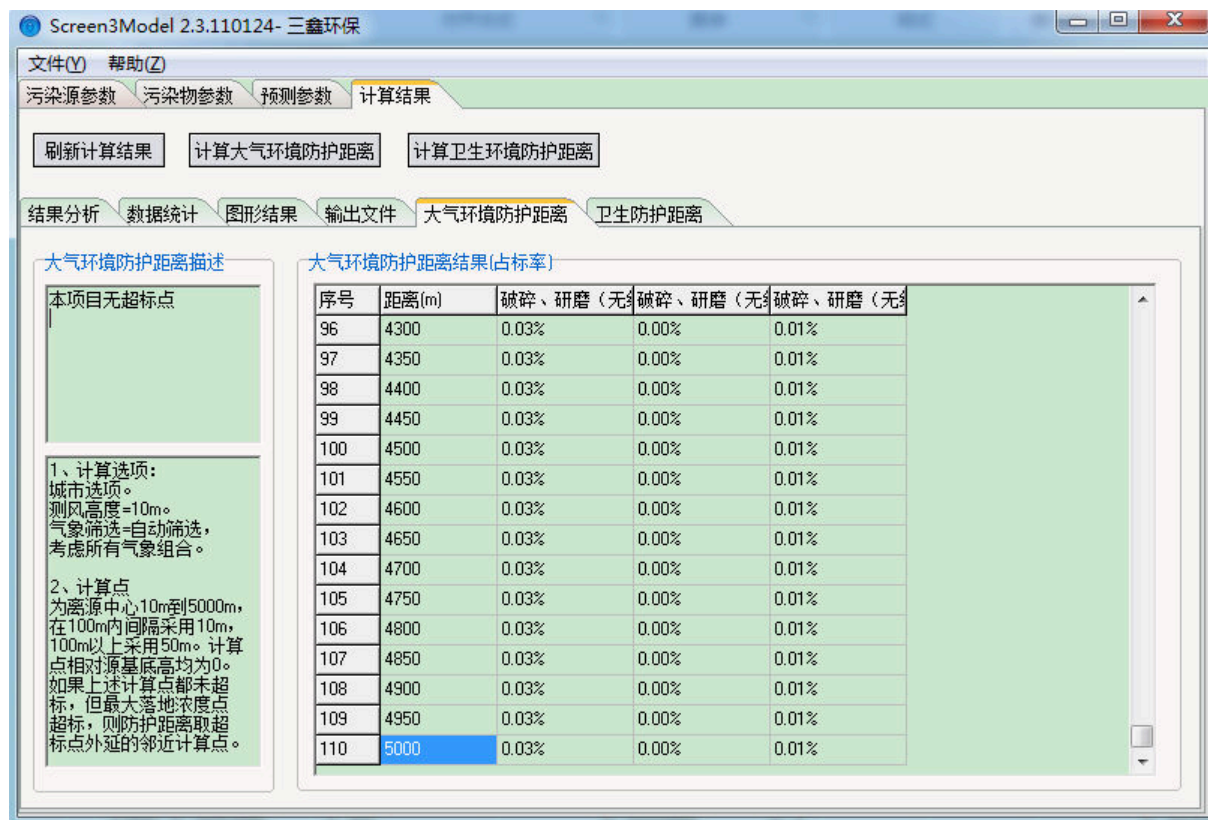 Screen3Model 2.3.110124- 三鑫环保
文件(Y) 帮助(Z)
污染源参数 污染物参数 预测参数 计算结果
刷新计算结果 计算大气环境防护距离 计算卫生环境防护距离
结果分析 数据统计 图形结果 输出文件 大气环境防护距离 卫生防护距离
大气环境防护距离描述
本项目无超标点
1、计算选项:
城市选项。
测风高度=10m。
气象筛选=自动筛选,
考虑所有气象组合。
2、计算点
为离源中心10m到5000m,
在100m内间隔采用10m,
100m以上采用50m。计算
点相对源基底高均为0。
如果上述计算点都未超
标,但最大落地浓度点
超标,则防护距离取超
标点外延的邻近计算点。
大气环境防护距离结果(占标率)
序号 距离(m) 破碎、研磨（无 破碎、研磨（无 破碎、研磨（无
96 4300 0.03% 0.00% 0.01%
97 4350 0.03% 0.00% 0.01%
98 4400 0.03% 0.00% 0.01%
99 4450 0.03% 0.00% 0.01%
100 4500 0.03% 0.00% 0.01%
101 4550 0.03% 0.00% 0.01%
102 4600 0.03% 0.00% 0.01%
103 4650 0.03% 0.00% 0.01%
104 4700 0.03% 0.00% 0.01%
105 4750 0.03% 0.00% 0.01%
106 4800 0.03% 0.00% 0.01%
107 4850 0.03% 0.00% 0.01%
108 4900 0.03% 0.00% 0.01%
109 4950 0.03% 0.00% 0.01%
110 5000 0.03% 0.00% 0.01%